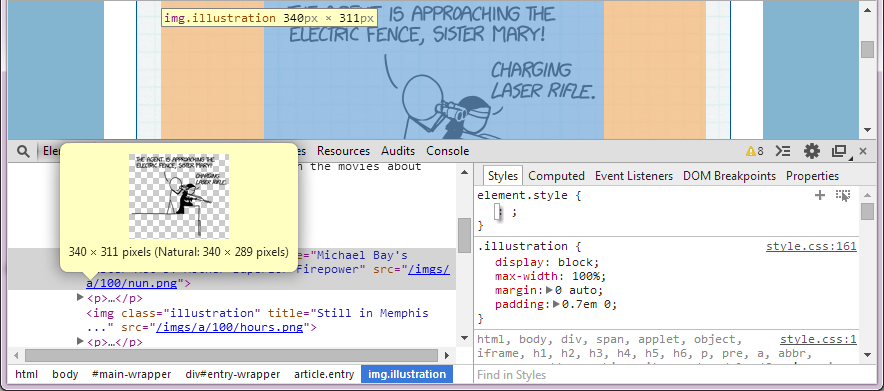 img.illustration 340px × 311px
THE AGENT IS APPROACHING THE
ELECTRIC FENCE, SISTER MARY!
CHARGING
LASER RIFLE.
Resources Audits Console
8
THE AGENT IS APPROACHING THE
ELECTRIC FENCE, SISTER MARY!
CHARGING
LASER RIFLE.
340 × 311 pixels (Natural: 340 × 289 pixels)
the movies about
="Michael Bay's
Firepower" src="/imgs/
a/100/nun.png">
<p>…</p>
<img class="illustration" title="Still in Memphis
..." src="/imgs/a/100/hours.png">
<p>…</p>
html body #main-wrapper div#entry-wrapper article.entry img.illustration
Styles Computed Event Listeners DOM Breakpoints Properties
element.style {
: ;
}
.illustration { style.css:161
display: block;
max-width: 100%;
margin: 0 auto;
padding: 0.7em 0;
}
html, body, div, span, applet, object, style.css:1
iframe, h1, h2, h3, h4, h5, h6, p, pre, a, abbr,
Find in Styles